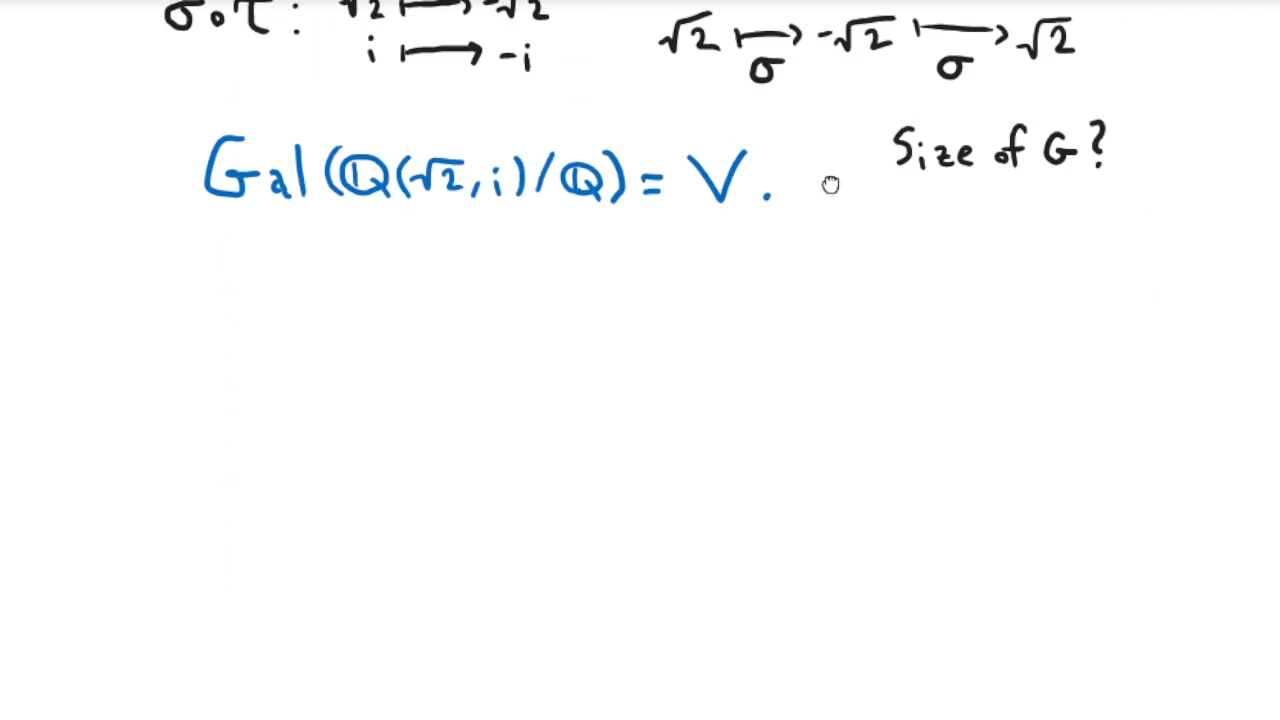 σ∘τ: √2 ↦ -√2
i ↦ -i
√2 ↦ -√2 ↦ √2
σ σ
Size of G?
Gal(ℚ(√2, i)/ℚ) = V.